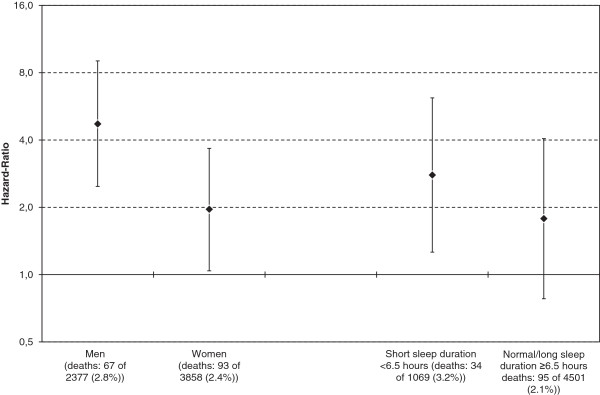 16,0
8,0
4,0
2,0
1,0
0,5
Hazard-Ratio
Men
(deaths: 67 of
2377 (2.8%))
Women
(deaths: 93 of
3858 (2.4%))
Short sleep duration
<6.5 hours (deaths: 34
of 1069 (3.2%))
Normal/long sleep
duration ≥6.5 hours
deaths: 95 of 4501
(2.1%))